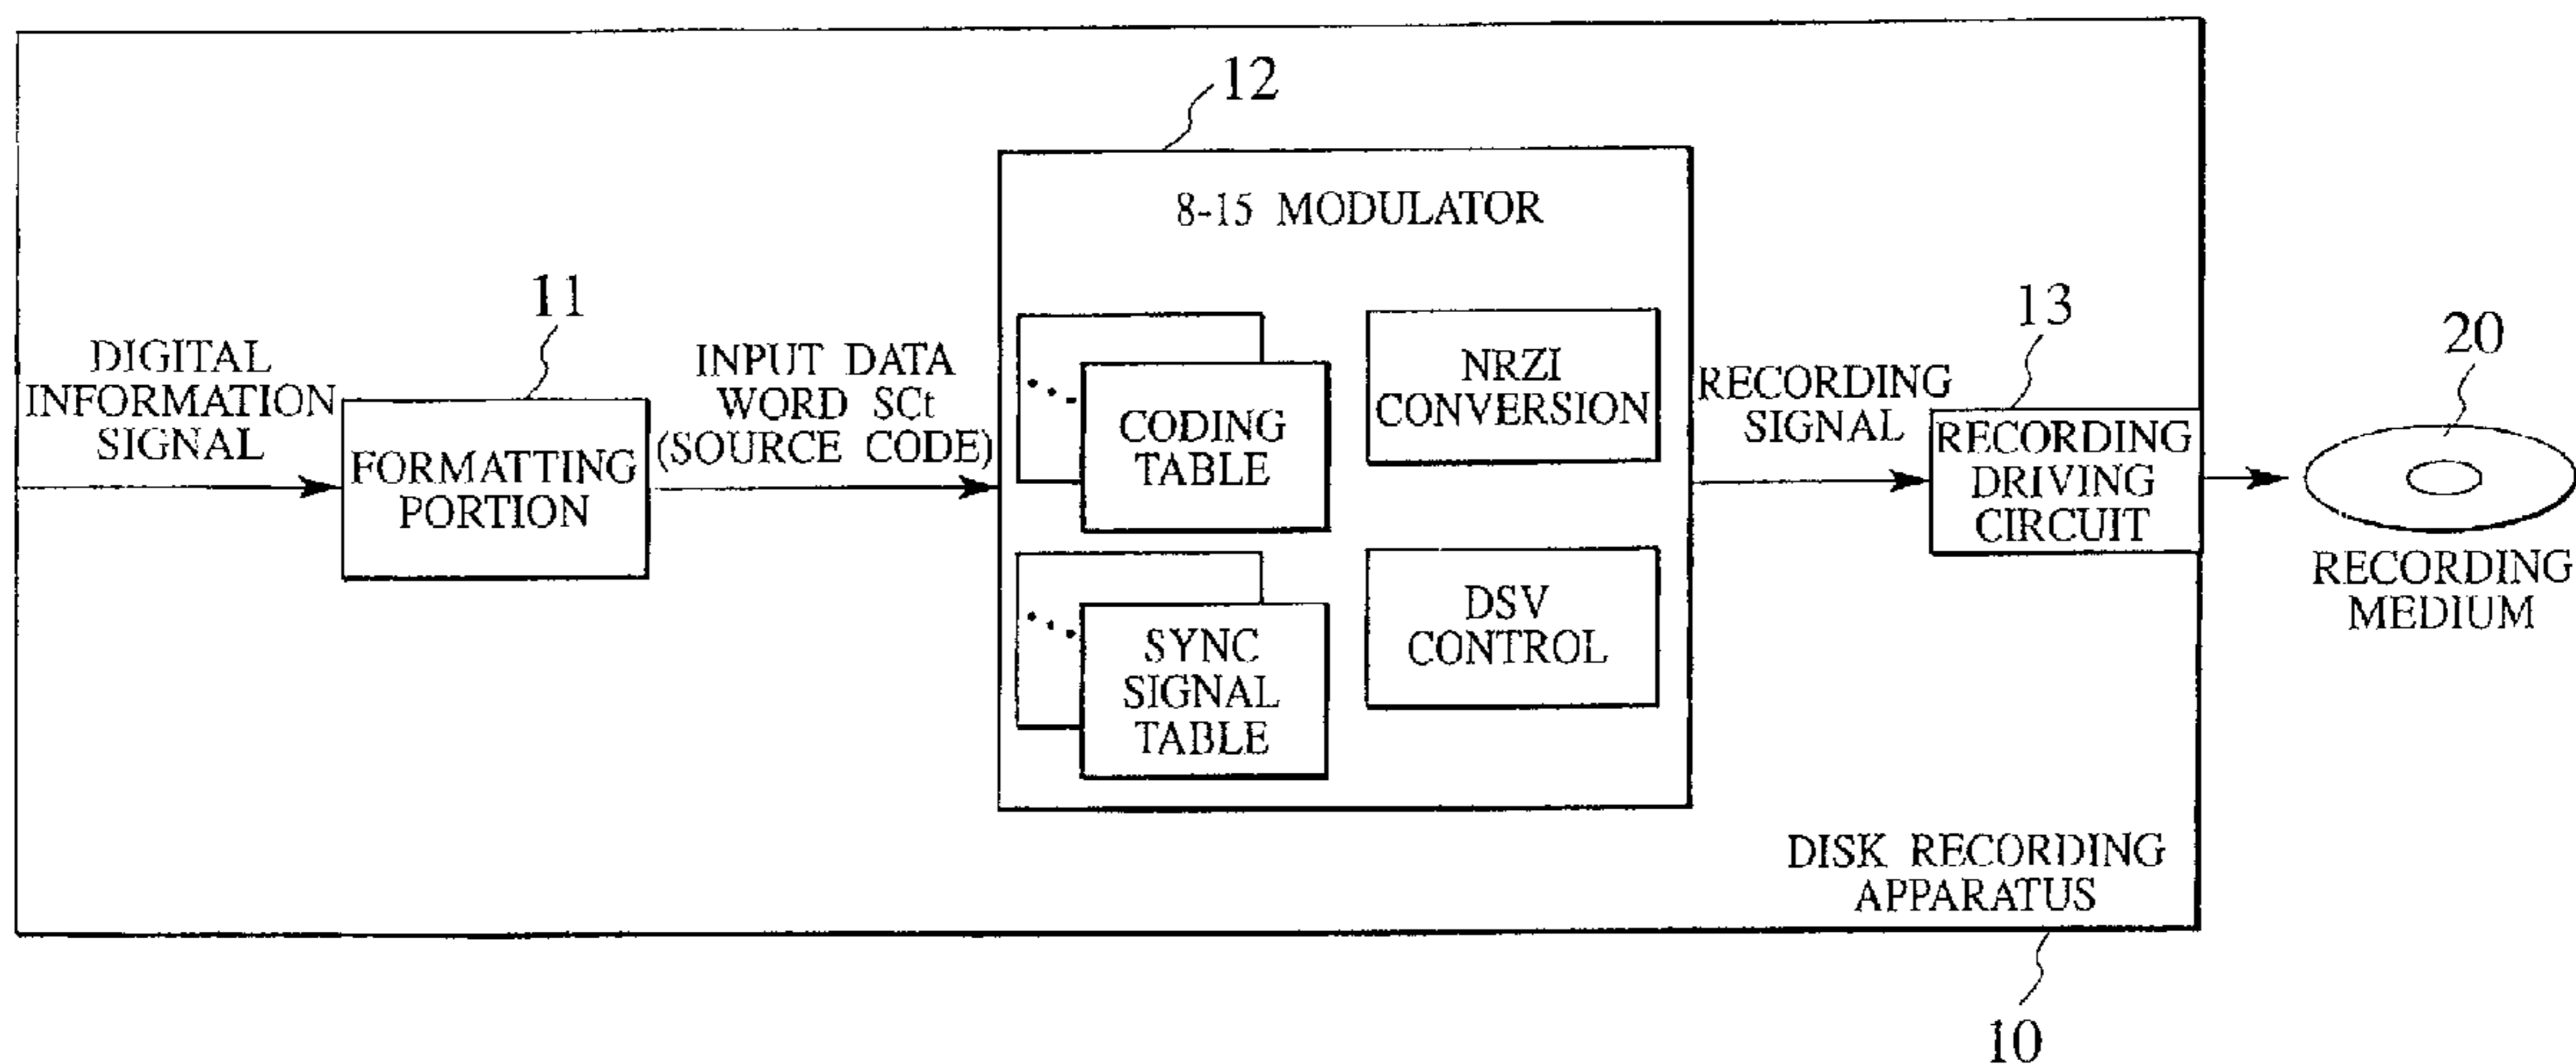 12
8-15 MODULATOR
11
DIGITAL
INFORMATION
SIGNAL
FORMATTING
PORTION
INPUT DATA
WORD SCt
(SOURCE CODE)
CODING
TABLE
NRZI
CONVERSION
SYNC
SIGNAL
TABLE
DSV
CONTROL
RECORDING
SIGNAL
13
RECORDING
DRIVING
CIRCUIT
20
RECORDING
MEDIUM
DISK RECORDING
APPARATUS
10